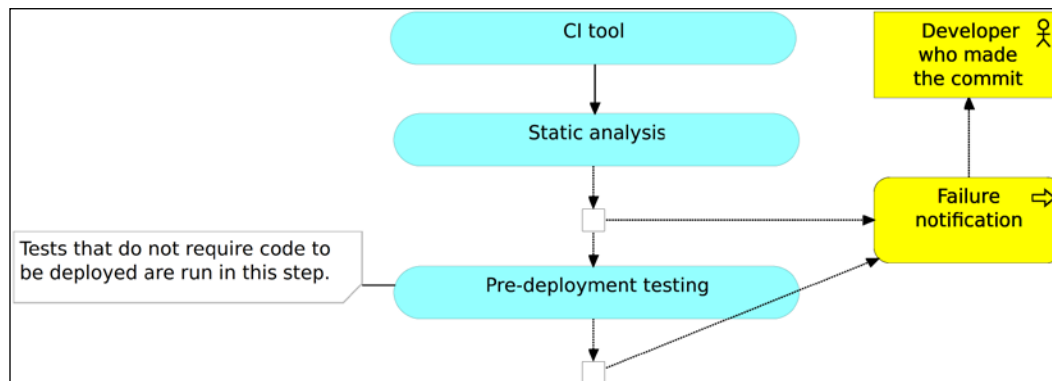 CI tool
Developer
who made
the commit
Static analysis
Failure
notification
Tests that do not require code to
be deployed are run in this step.
Pre-deployment testing